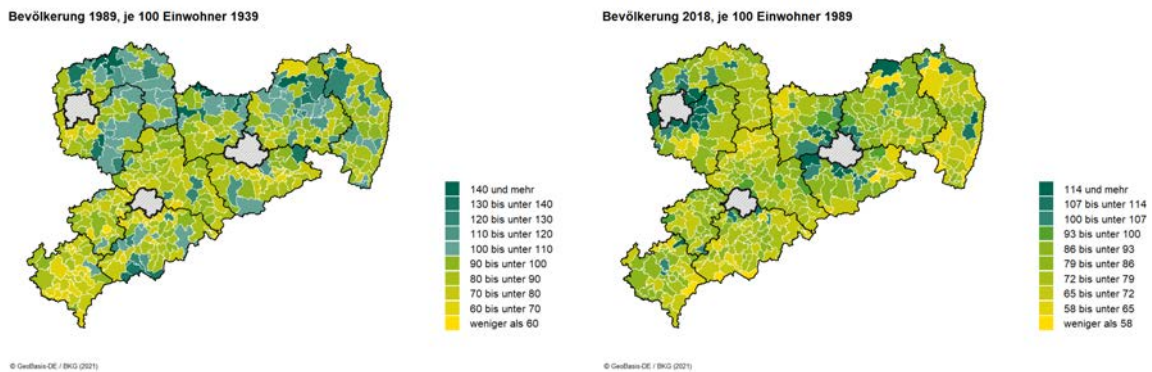 Bevölkerung 1989, je 100 Einwohner 1939
140 und mehr
130 bis unter 140
120 bis unter 130
110 bis unter 120
100 bis unter 110
90 bis unter 100
80 bis unter 90
70 bis unter 80
60 bis unter 70
weniger als 60
© GeoBasis-DE / BKG (2021)
Bevölkerung 2018, je 100 Einwohner 1989
114 und mehr
107 bis unter 114
100 bis unter 107
93 bis unter 100
86 bis unter 93
79 bis unter 86
72 bis unter 79
65 bis unter 72
58 bis unter 65
weniger als 58
© GeoBasis-DE / BKG (2021)